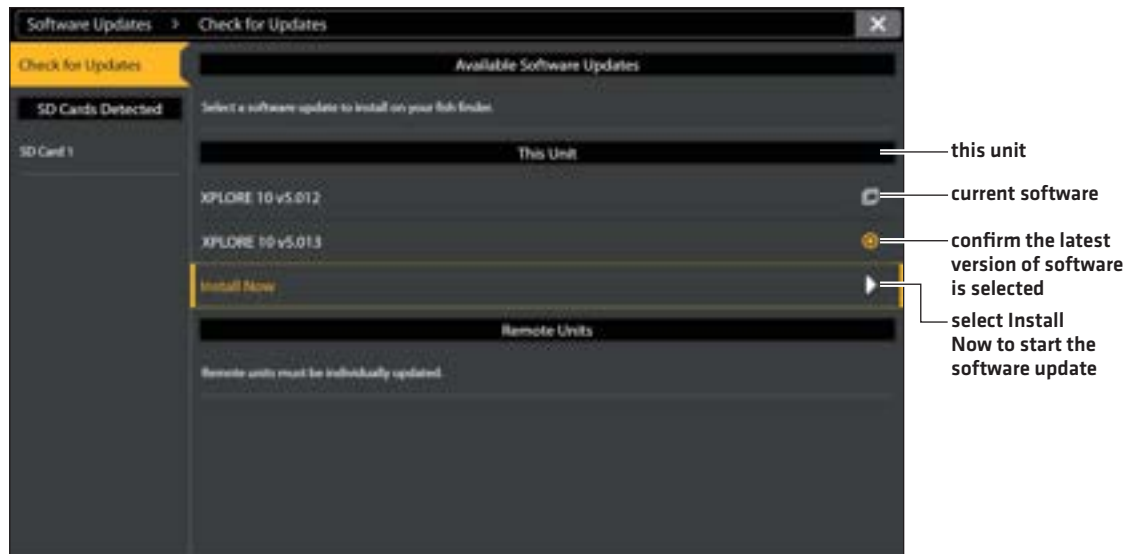 Software Updates > Check for Updates
Check for Updates
Available Software Updates
SD Cards Detected
Select a software update to install on your fish finder.
SD Card 1
This Unit
this unit
XPLORE 10 v5.012
current software
XPLORE 10 v5.013
confirm the latest
version of software
is selected
Install Now
select Install
Now to start the
software update
Remote Units
Remote units must be individually updated.